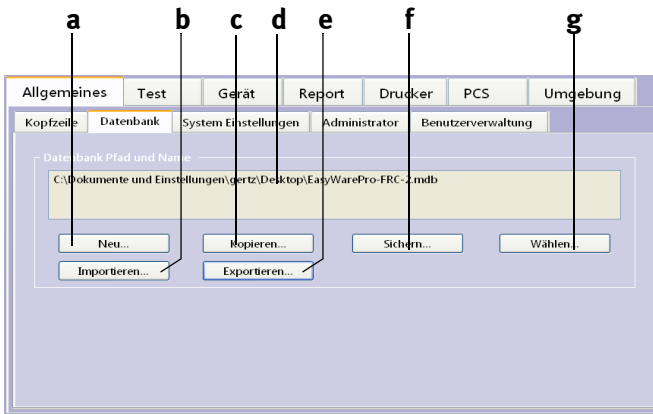 a b c d e f g
Allgemeines Test Gerät Report Drucker PCS Umgebung
Kopfzeile Datenbank System Einstellungen Administrator Benutzerverwaltung
Datenbank Pfad und Name
C:\Dokumente und Einstellungen\gertz\Desktop\EasyWarePro-FRC-2.mdb
Neu... Kopieren... Sichern... Wählen...
Importieren... Exportieren...